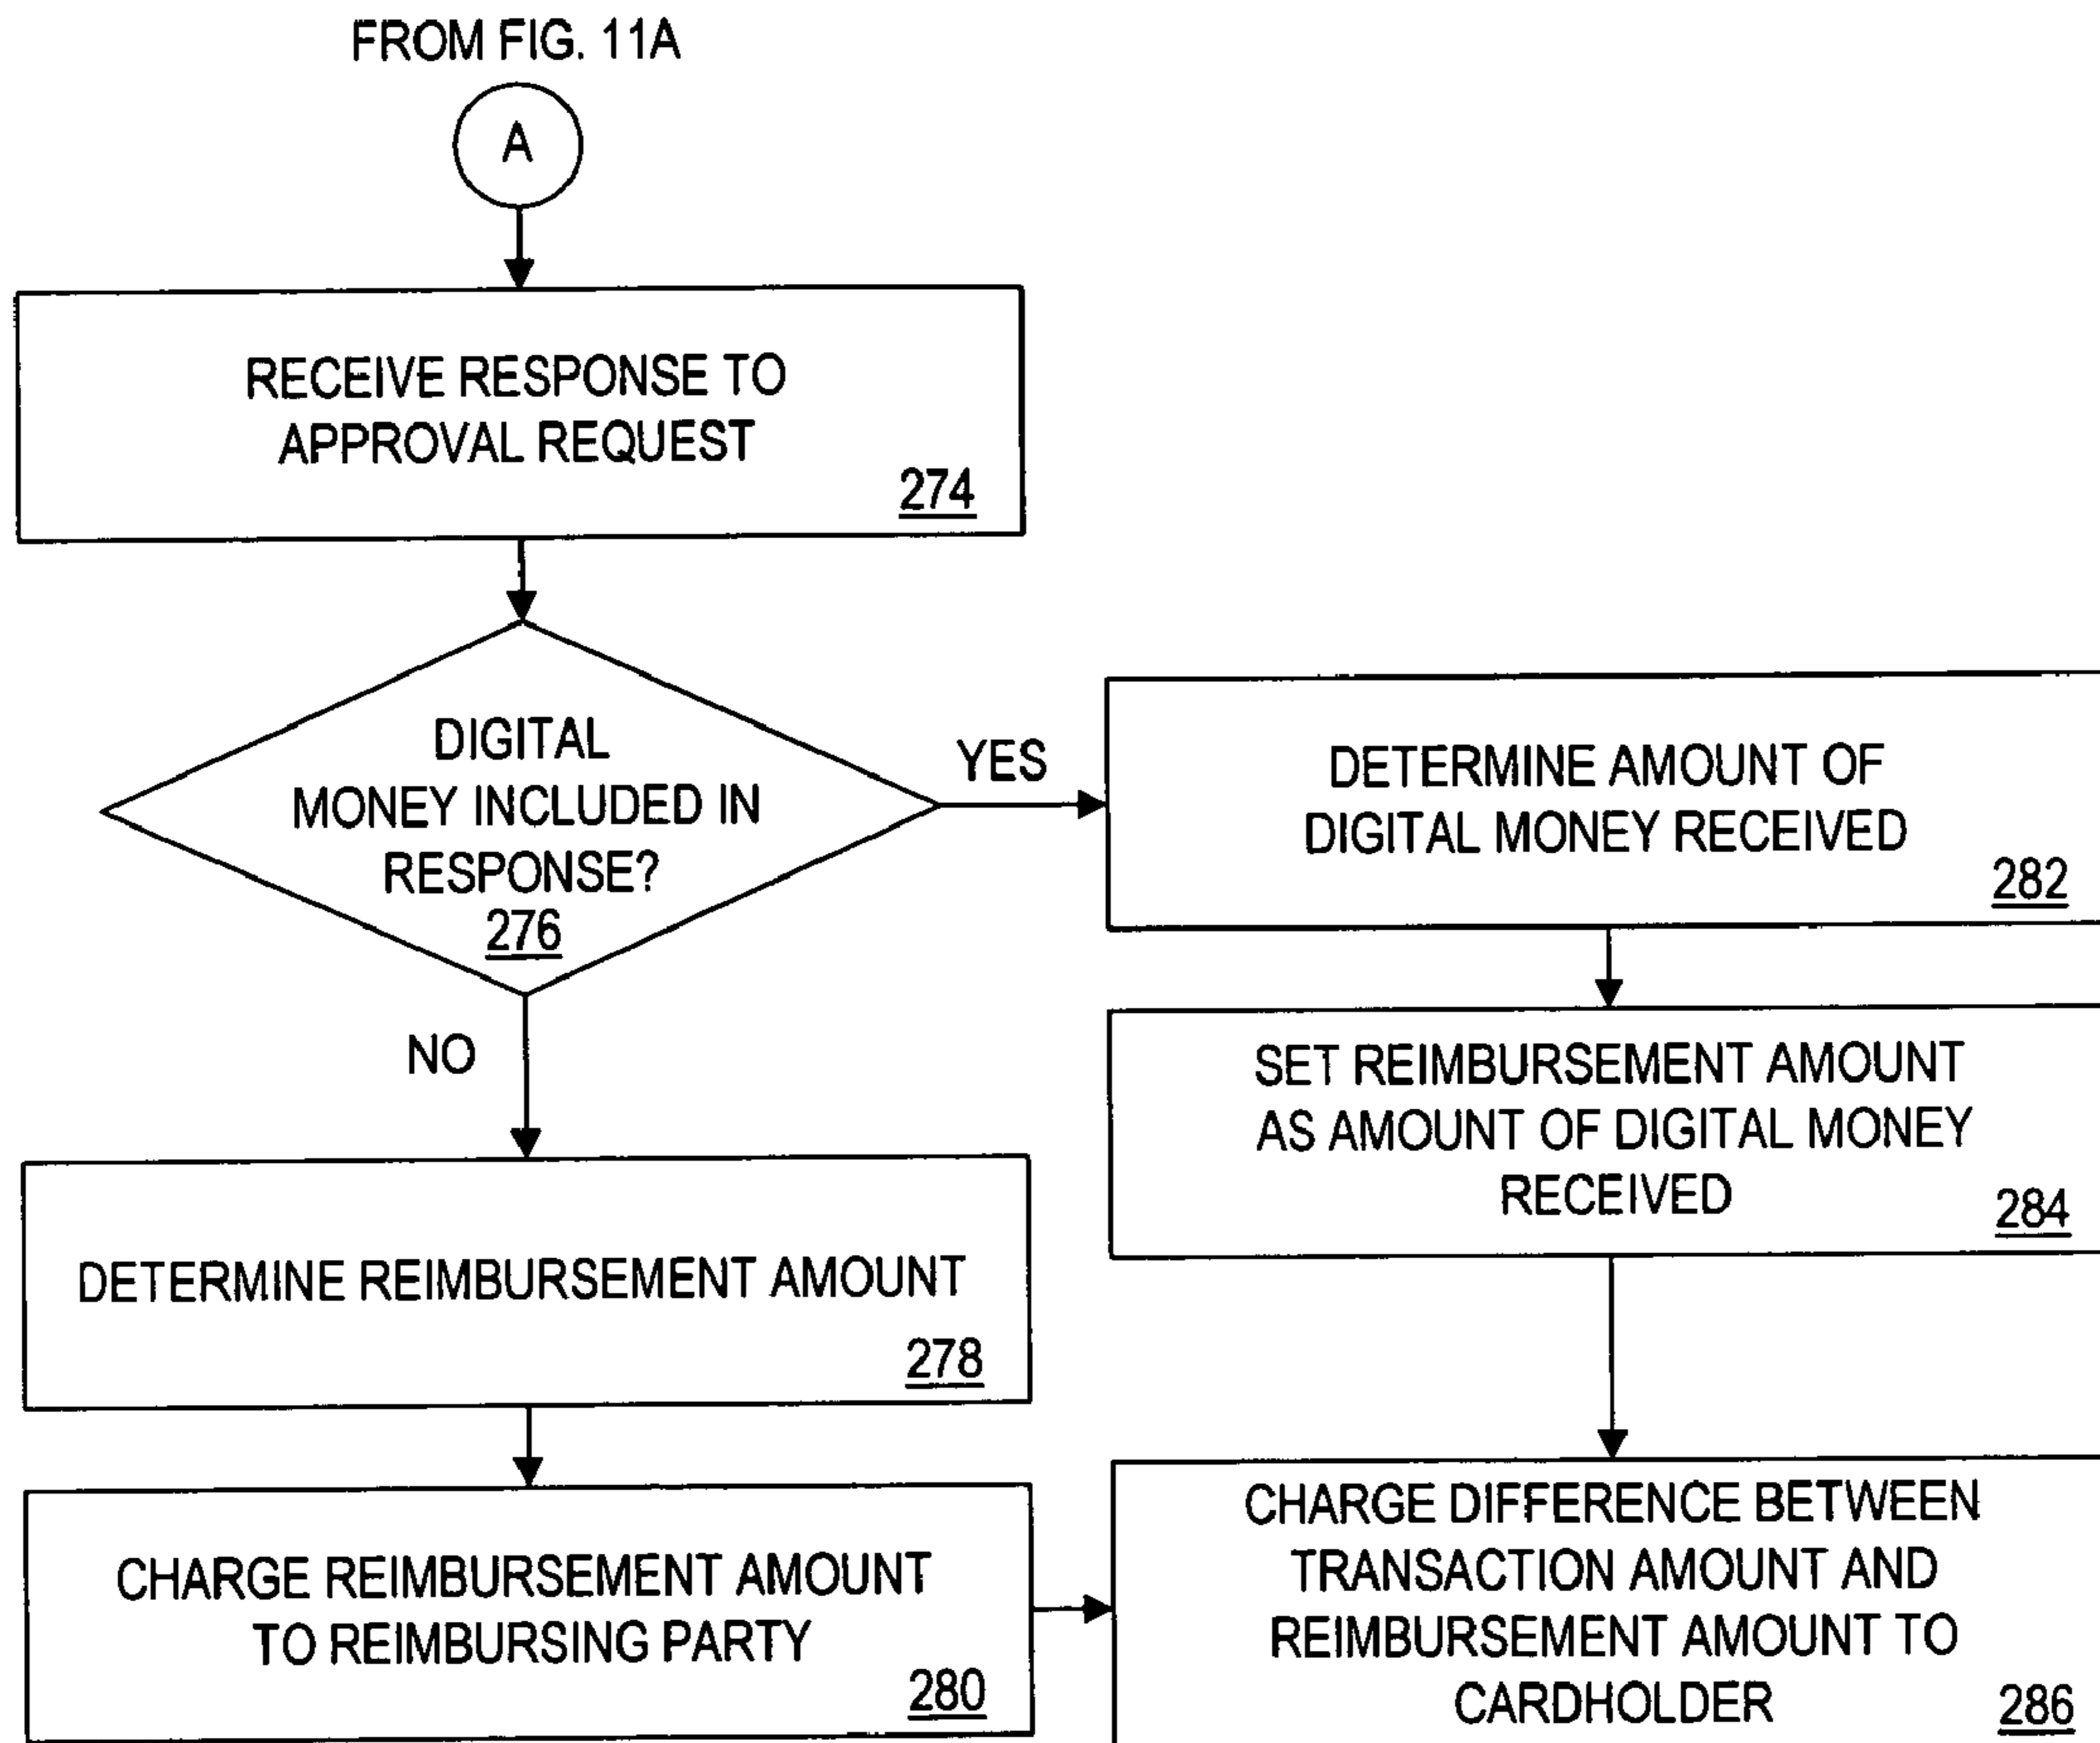 FROM FIG. 11A
A
RECEIVE RESPONSE TO
APPROVAL REQUEST
274
DIGITAL
MONEY INCLUDED IN
RESPONSE?
276
YES
DETERMINE AMOUNT OF
DIGITAL MONEY RECEIVED
282
SET REIMBURSEMENT AMOUNT
AS AMOUNT OF DIGITAL MONEY
RECEIVED
284
NO
DETERMINE REIMBURSEMENT AMOUNT
278
CHARGE REIMBURSEMENT AMOUNT
TO REIMBURSING PARTY
280
CHARGE DIFFERENCE BETWEEN
TRANSACTION AMOUNT AND
REIMBURSEMENT AMOUNT TO
CARDHOLDER
286